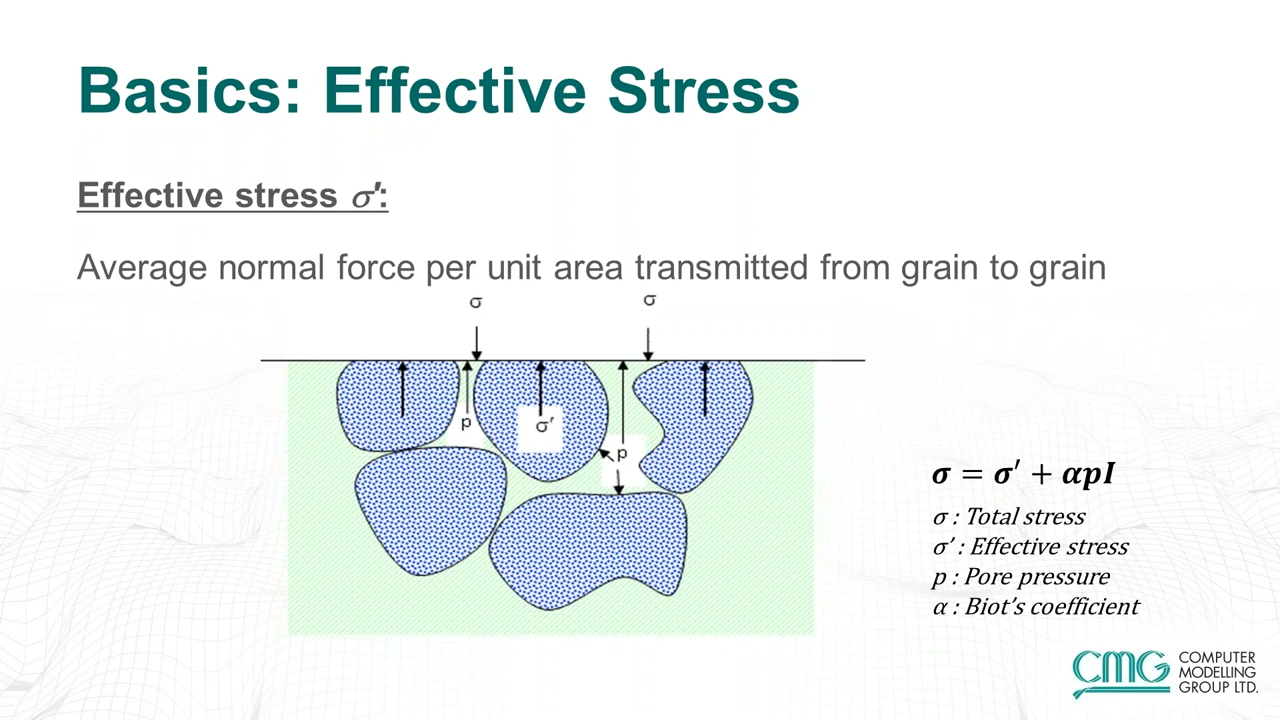 Basics: Effective Stress
Effective stress σ′:
Average normal force per unit area transmitted from grain to grain
σ σ
p σ′ p
σ = σ′ + αpI
σ : Total stress
σ’ : Effective stress
p : Pore pressure
α : Biot’s coefficient
CMG COMPUTER
MODELLING
GROUP LTD.